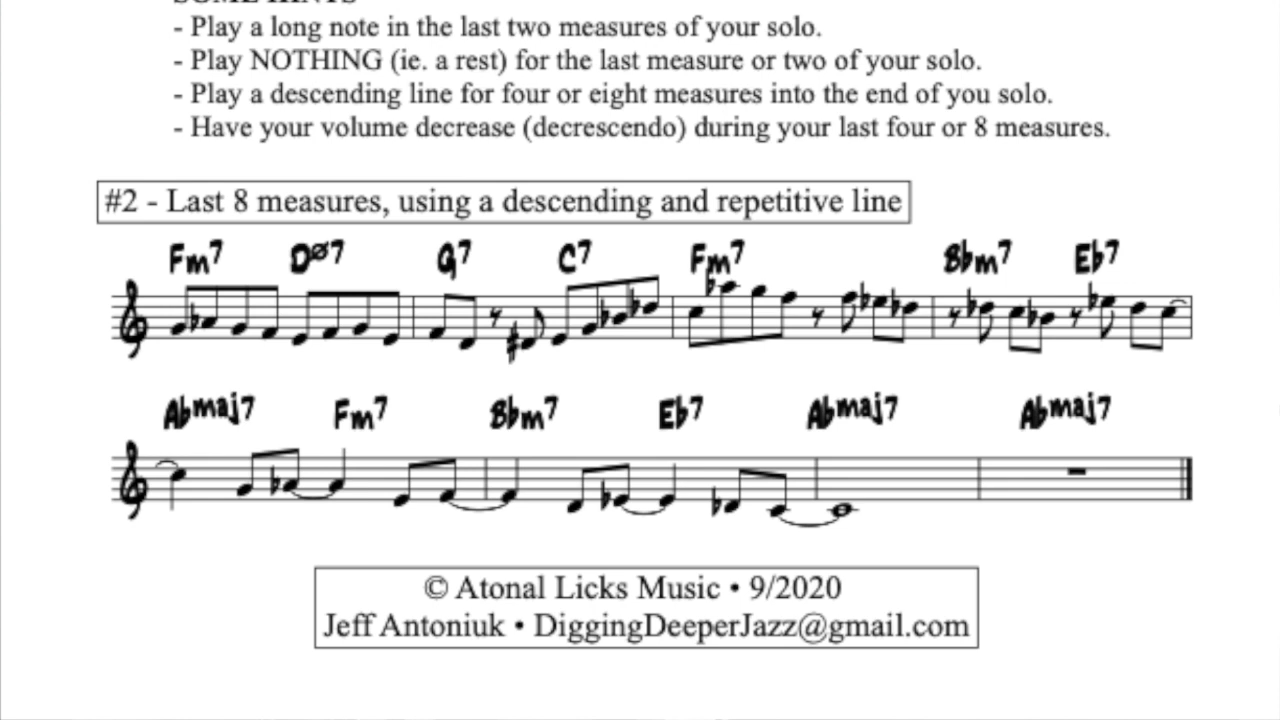 SOME HINTS
- Play a long note in the last two measures of your solo.
- Play NOTHING (ie. a rest) for the last measure or two of your solo.
- Play a descending line for four or eight measures into the end of you solo.
- Have your volume decrease (decrescendo) during your last four or 8 measures.
#2 - Last 8 measures, using a descending and repetitive line
Fm7 Dø7 G7 C7 Fm7 Bbm7 Eb7
Abmaj7 Fm7 Bbm7 Eb7 Abmaj7 Abmaj7
© Atonal Licks Music • 9/2020
Jeff Antoniuk • DiggingDeeperJazz@gmail.com